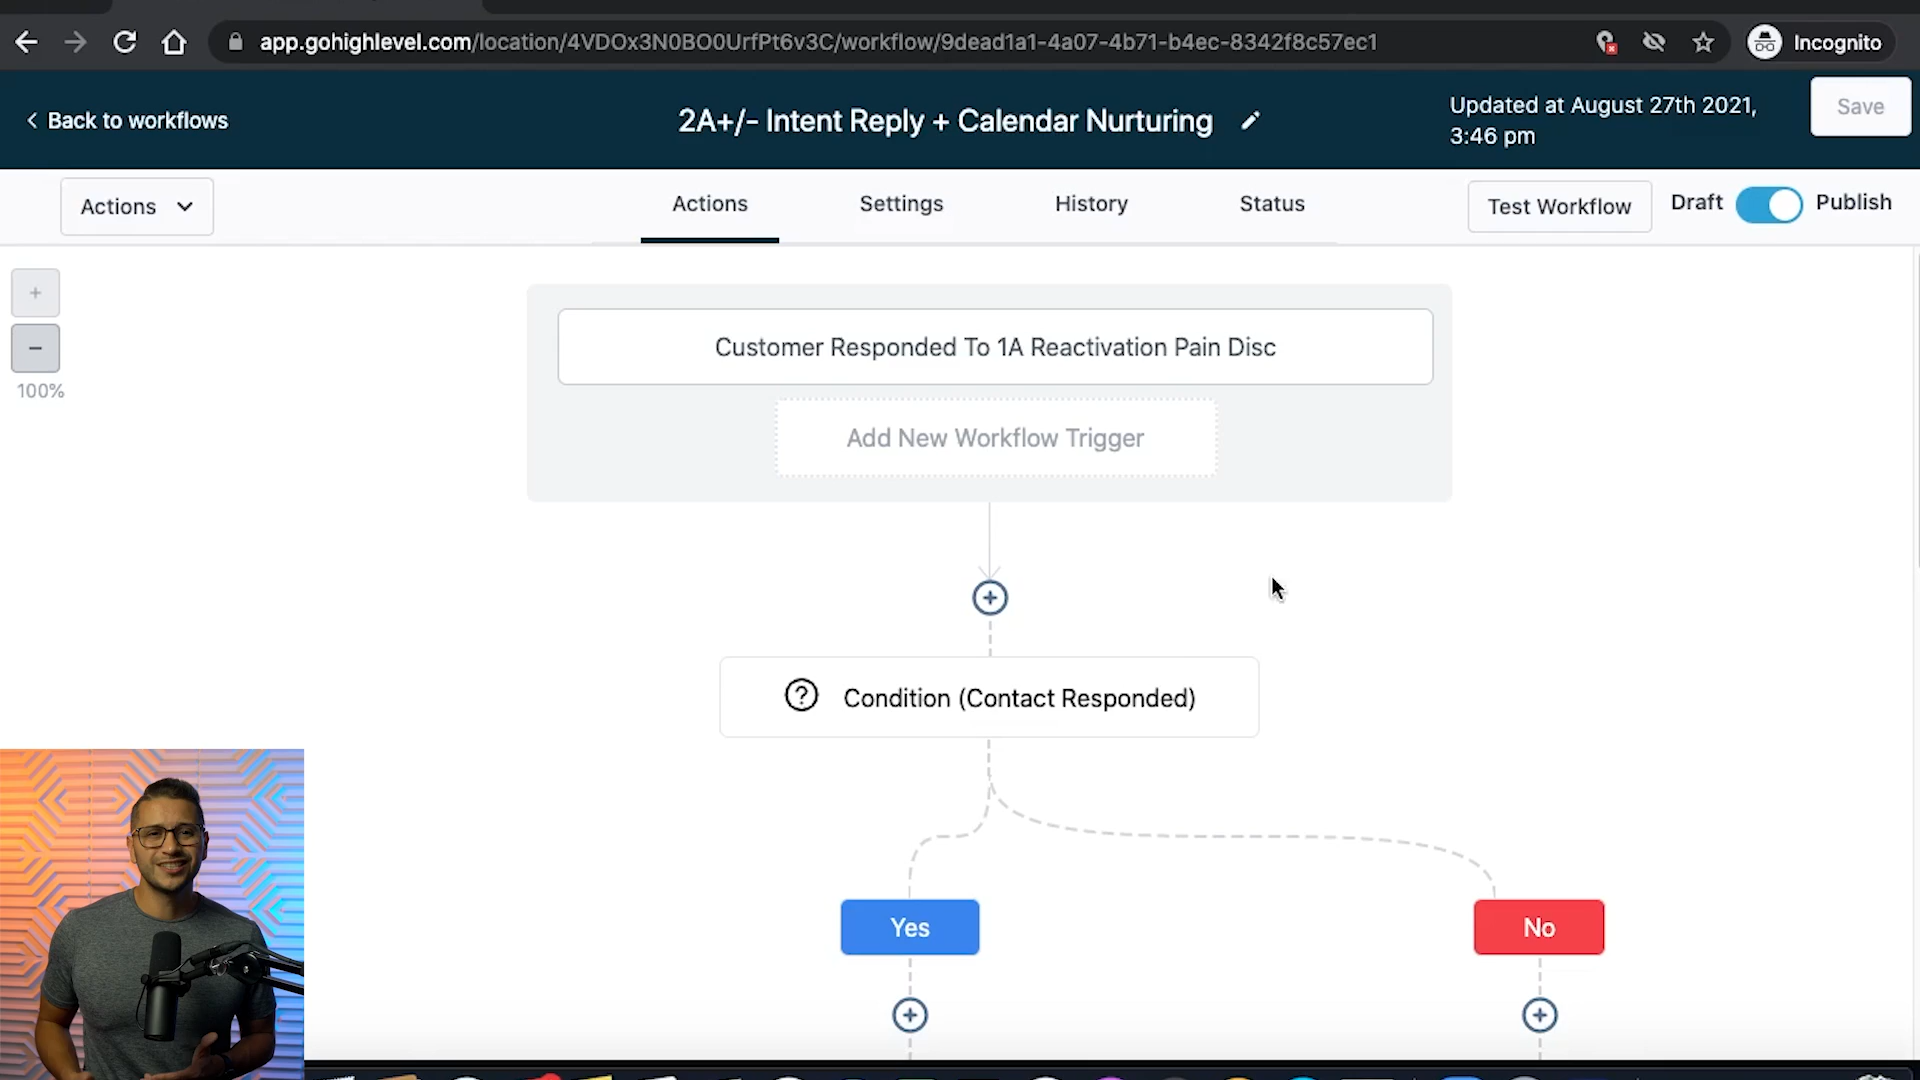 app.gohighlevel.com/location/4VDOx3N0BO0UrfPt6v3C/workflow/9dead1a1-4a07-4b71-b4ec-8342f8c57ec1
Incognito
Back to workflows
2A+/- Intent Reply + Calendar Nurturing
Updated at August 27th 2021,
3:46 pm
Save
Actions
Actions
Settings
History
Status
Test Workflow
Draft
Publish
+
−
100%
Customer Responded To 1A Reactivation Pain Disc
Add New Workflow Trigger
Condition (Contact Responded)
Yes
No